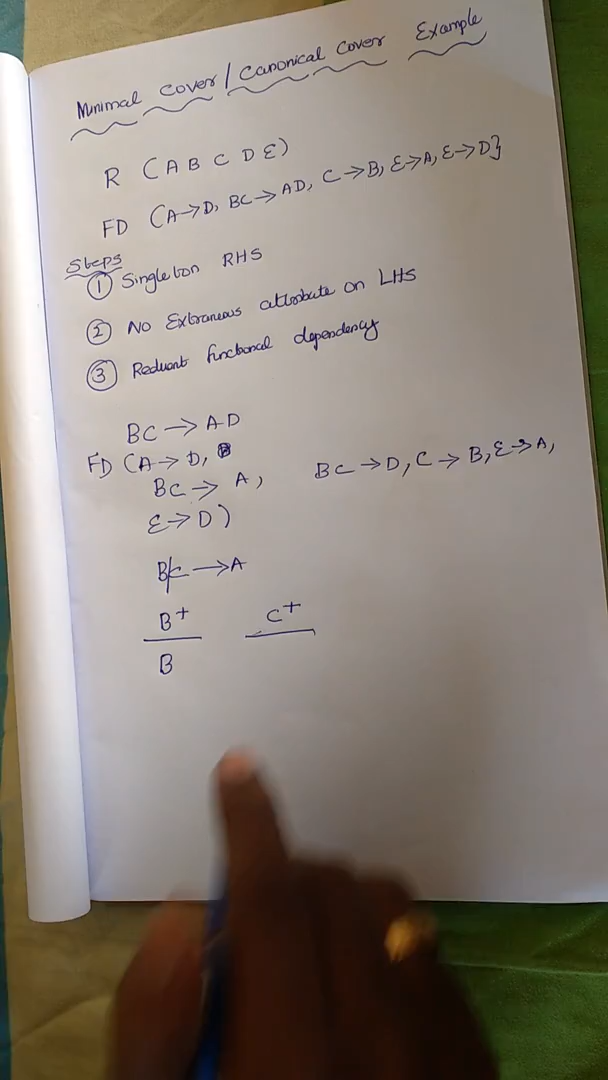 Minimal Cover / Canonical Cover Example
R (A B C D E)
FD (A→D, BC→AD, C→B, E→A, E→D}
Steps
① Singleton RHS
② No Extraneous attribute on LHS
③ Reduant functional dependency
BC → AD
FD (A→D,
BC → A, BC → D, C → B, E→A,
E→D)
BC → A
B+ C+
B